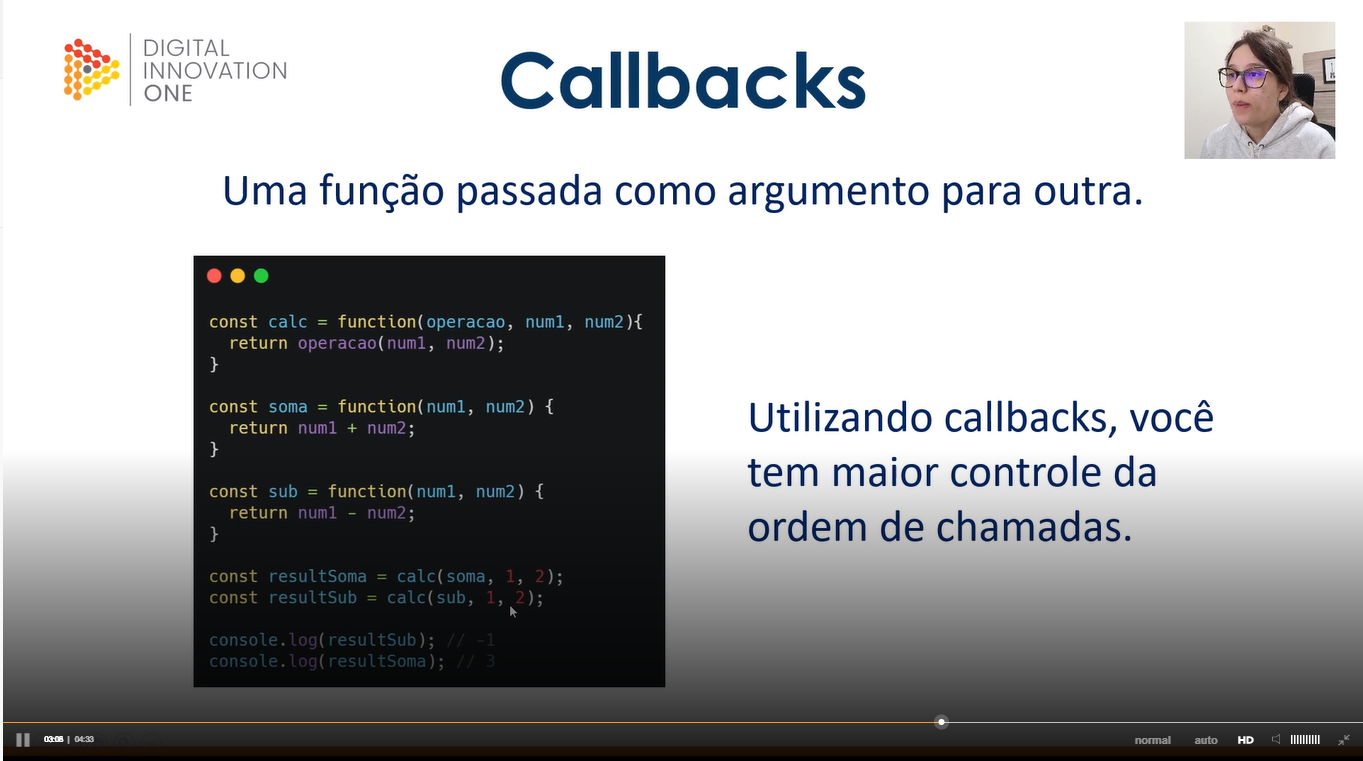 DIGITAL
INNOVATION
ONE
Callbacks
Uma função passada como argumento para outra.
const calc = function(operacao, num1, num2){
return operacao(num1, num2);
}
const soma = function(num1, num2) {
return num1 + num2;
}
const sub = function(num1, num2) {
return num1 - num2;
}
const resultSoma = calc(soma, 1, 2);
const resultSub = calc(sub, 1, 2);
console.log(resultSub); // -1
console.log(resultSoma); // 3
Utilizando callbacks, você
tem maior controle da
ordem de chamadas.
| 04:33
normal auto HD